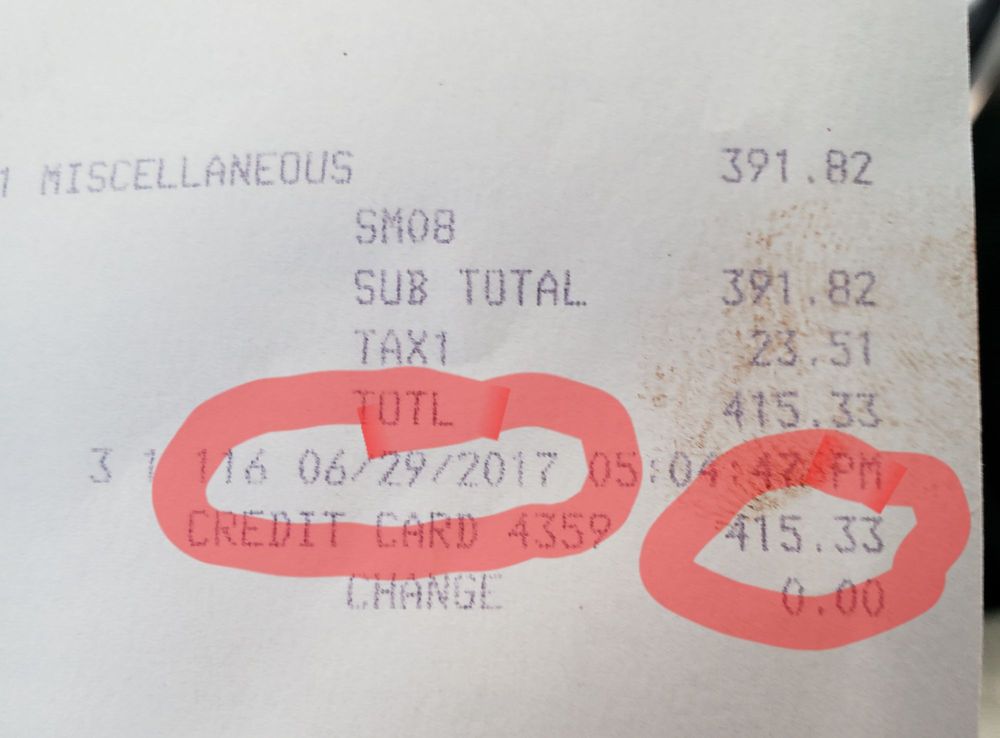 1 MISCELLANEOUS 391.82
SM08
SUB TOTAL 391.82
TAX1 23.51
TOTL 415.33
3 1 116 06/29/2017 05:04:42 PM
CREDIT CARD 4359 415.33
CHANGE 0.00